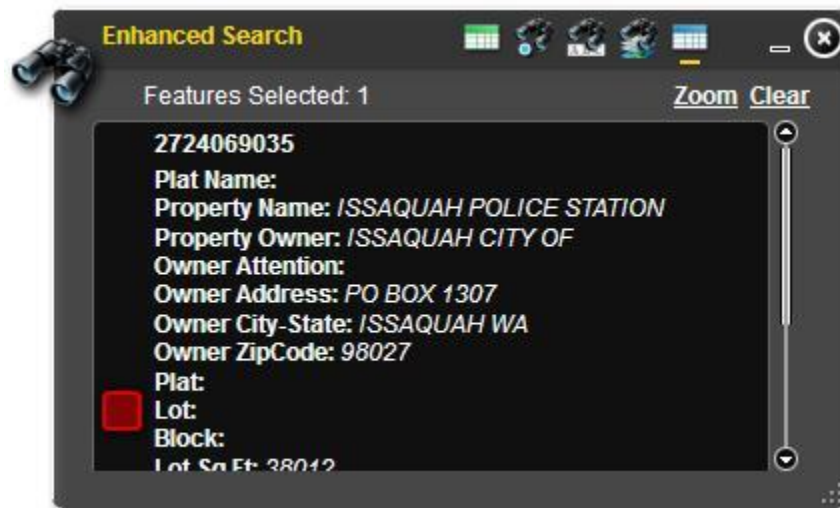 Enhanced Search
Features Selected: 1 Zoom Clear
2724069035
Plat Name:
Property Name: ISSAQUAH POLICE STATION
Property Owner: ISSAQUAH CITY OF
Owner Attention:
Owner Address: PO BOX 1307
Owner City-State: ISSAQUAH WA
Owner ZipCode: 98027
Plat:
Lot:
Block:
Lot Sq Ft: 38012